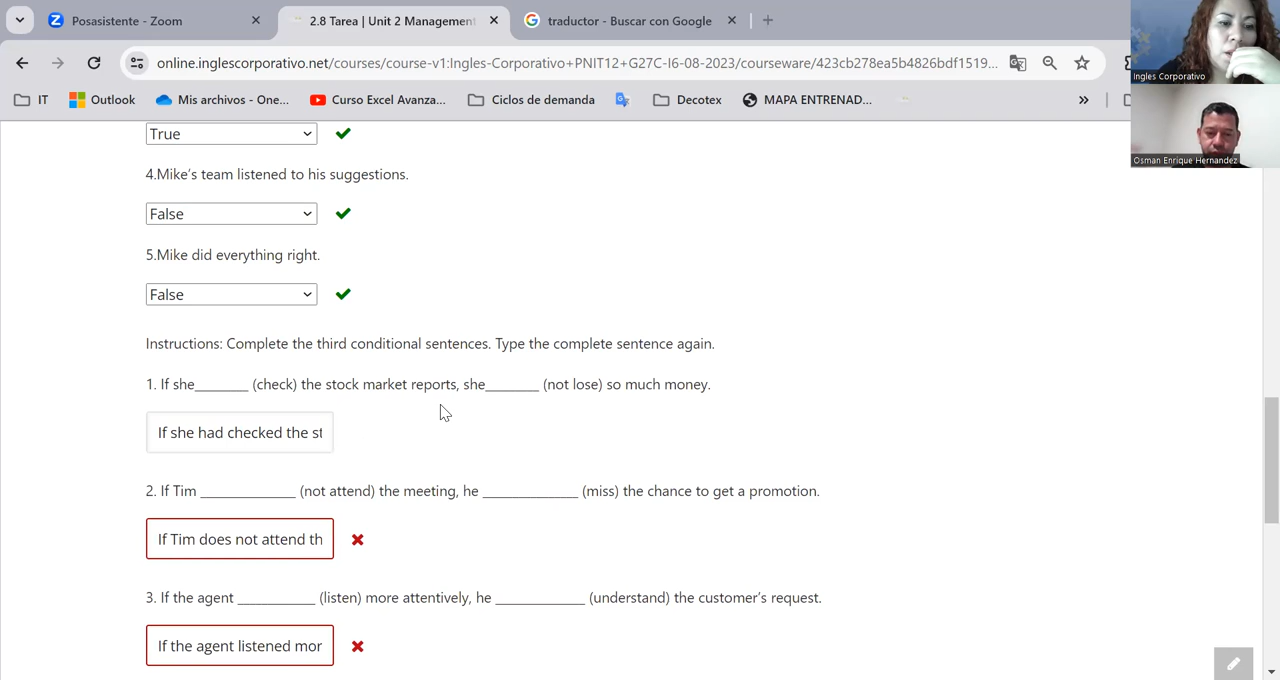 Posasistente - Zoom
2.8 Tarea | Unit 2 Management
traductor - Buscar con Google
online.inglescorporativo.net/courses/course-v1:Ingles-Corporativo+PNIT12+G27C-I6-08-2023/courseware/423cb278ea5b4826bdf1519...
IT
Outlook
Mis archivos - One...
Curso Excel Avanza...
Ciclos de demanda
Decotex
MAPA ENTRENAD...
Ingles Corporativo
Osman Enrique Hernandez
True
4.Mike's team listened to his suggestions.
False
5.Mike did everything right.
False
Instructions: Complete the third conditional sentences. Type the complete sentence again.
1. If she_______ (check) the stock market reports, she_______ (not lose) so much money.
If she had checked the st
2. If Tim ____________ (not attend) the meeting, he ____________ (miss) the chance to get a promotion.
If Tim does not attend th
3. If the agent __________ (listen) more attentively, he ___________ (understand) the customer's request.
If the agent listened mor